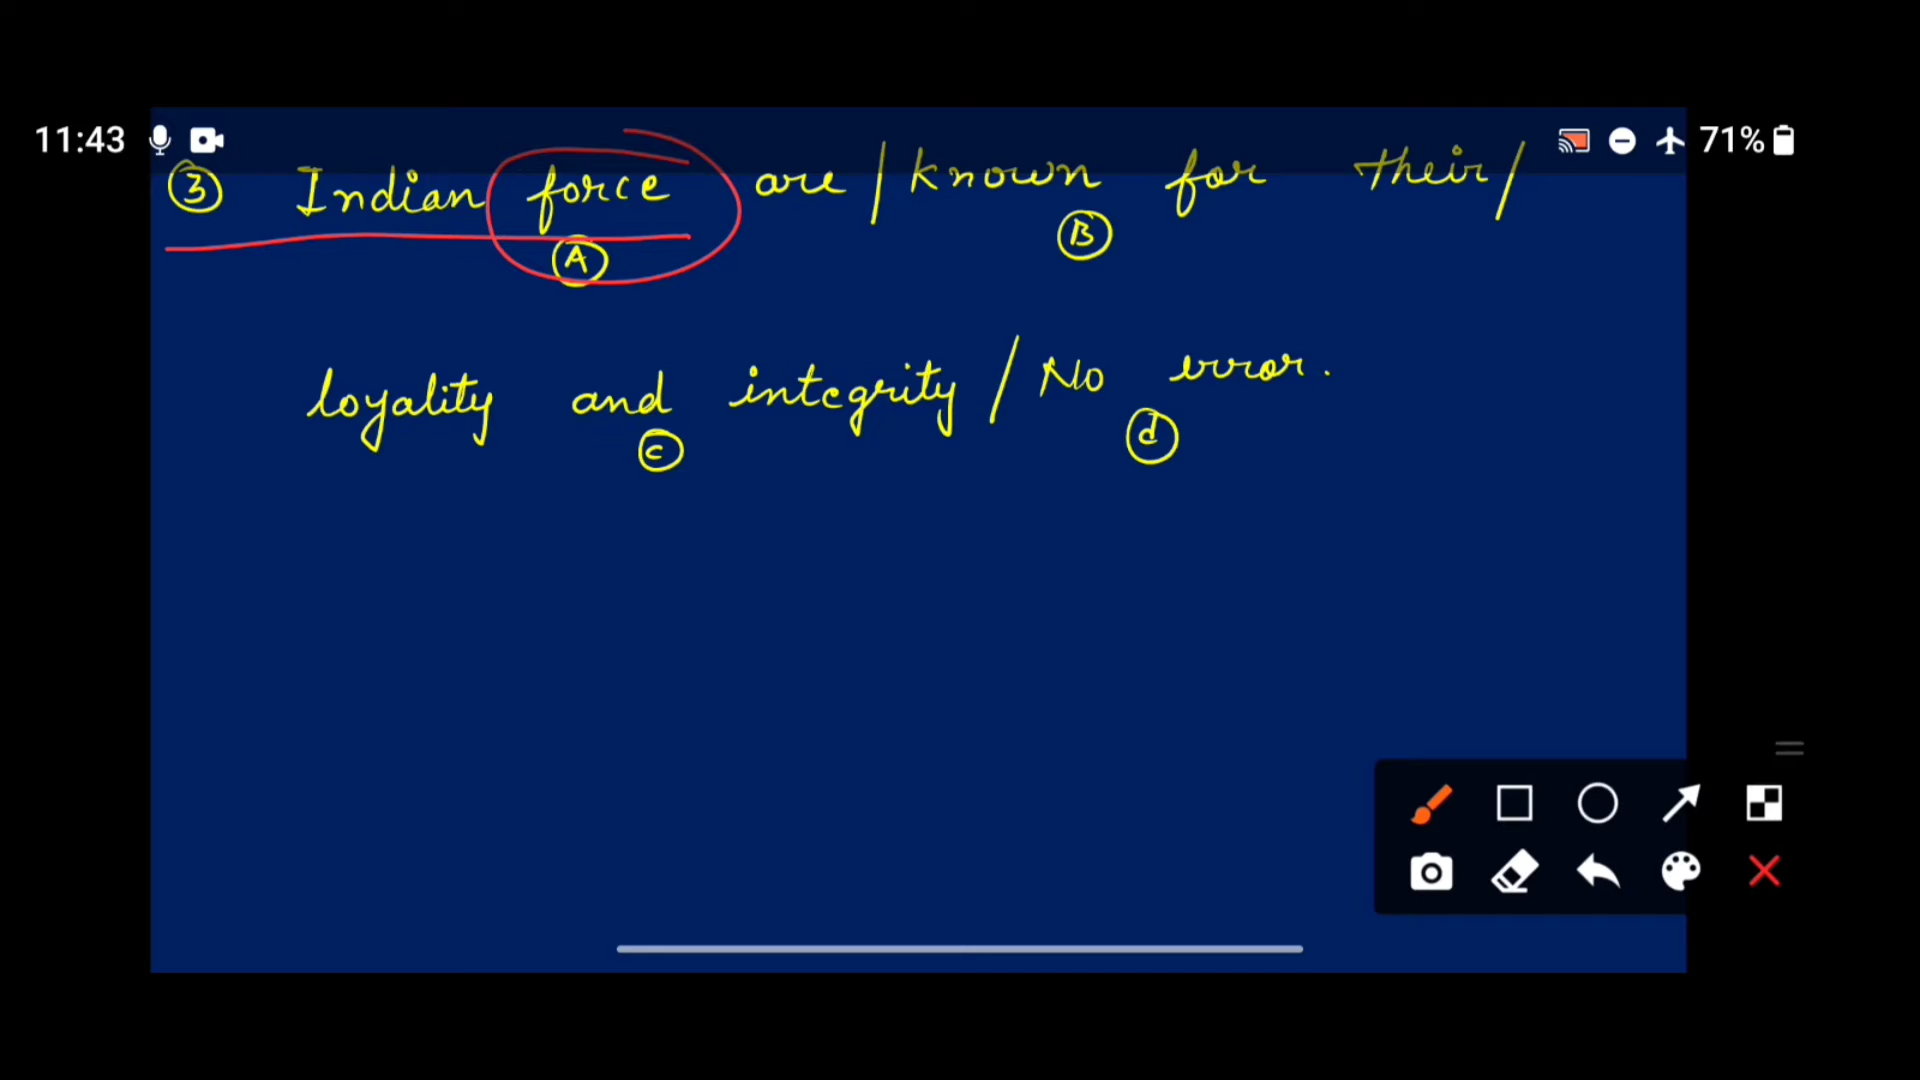 11:43 71%
③ Indian force are / known for their /
Ⓐ Ⓑ
loyality and integrity / No error.
ⓒ ⓓ